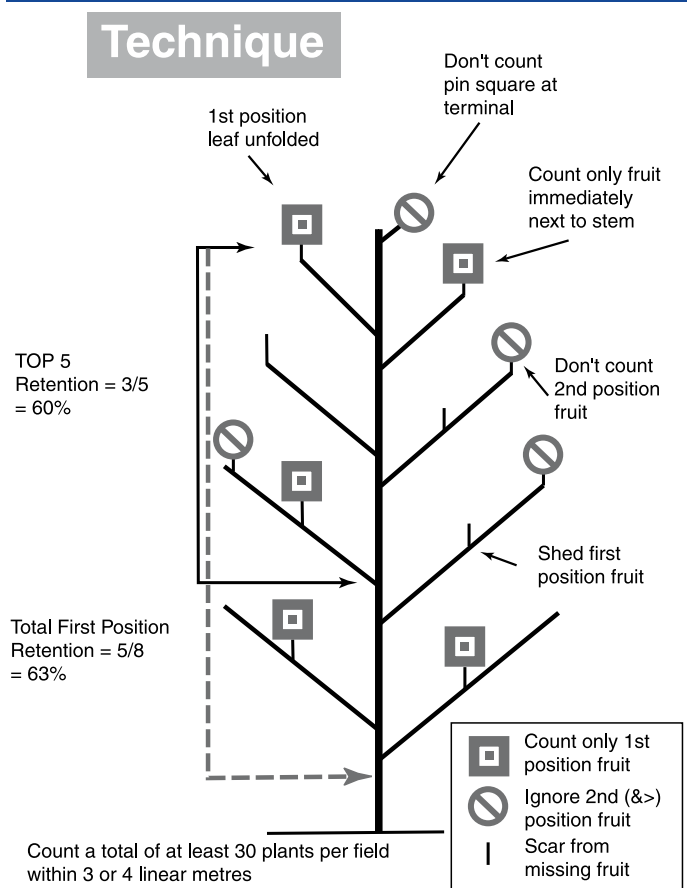 Technique
Don't count
pin square at
terminal
1st position
leaf unfolded
Count only fruit
immediately
next to stem
TOP 5
Retention = 3/5
= 60%
Don't count
2nd position
fruit
Shed first
position fruit
Total First Position
Retention = 5/8
= 63%
Count only 1st
position fruit
Ignore 2nd (&>)
position fruit
Scar from
missing fruit
Count a total of at least 30 plants per field
within 3 or 4 linear metres